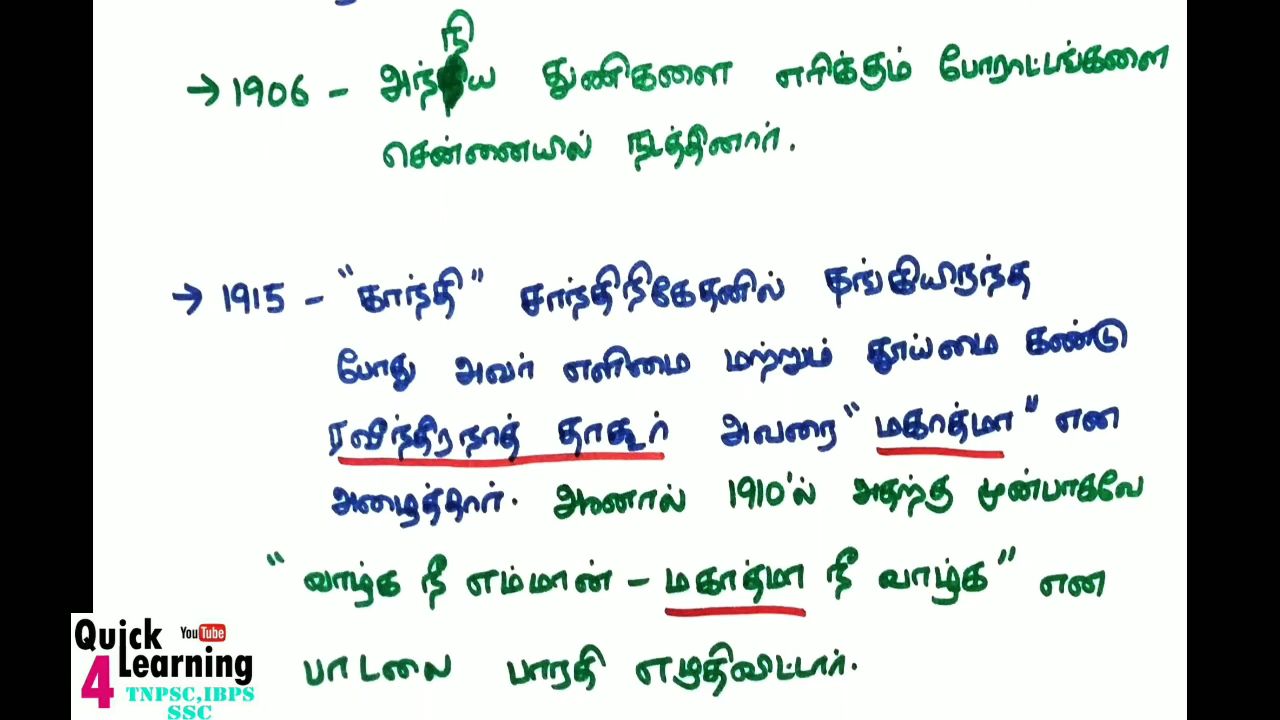 நி
→ 1906 - அந்ய துணிகளை எரிக்கும் போராட்டங்களை
சென்னையில் நடத்தினார்.
→ 1915 - "காந்தி" சாந்திநிகேதனில் தங்கியிருந்த
போது அவர் எளிமை மற்றும் தூய்மை கண்டு
ரவிந்திரநாத் தாகூர் அவரை "மகாத்மா" என
அழைத்தார். ஆனால் 1910'ல் அதற்கு முன்பாகவே
"வாழ்க நீ எம்மான் - மகாத்மா நீ வாழ்க" என
பாடலை பாரதி எழுதிவிட்டார்.
Quick
YouTube
4 Learning
TNPSC,IBPS
SSC